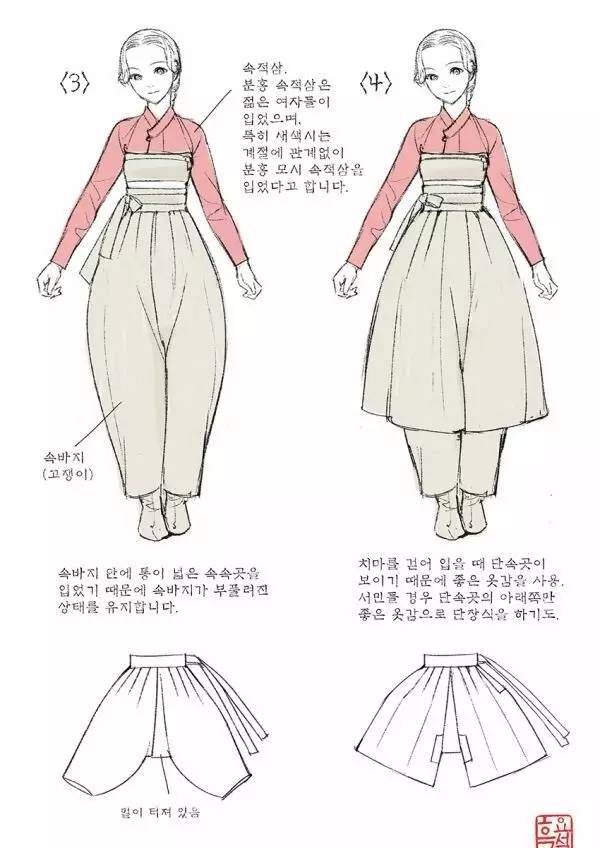 〈3〉
속적삼.
분홍 속적삼은
젊은 여자들이
입었으며,
특히 새색시는
계절에 관계없이
분홍 모시 속적삼을
입었다고 합니다.
〈4〉
속바지
(고쟁이)
속바지 안에 통이 넓은 속속곳을
입었기 때문에 속바지가 부풀려진
상태를 유지합니다.
치마를 걷어 입을 때 단속곳이
보이기 때문에 좋은 옷감을 사용.
서민들 경우 단속곳의 아래쪽만
좋은 옷감으로 단장식을 하기도.
밑이 터져 있음
흑요석